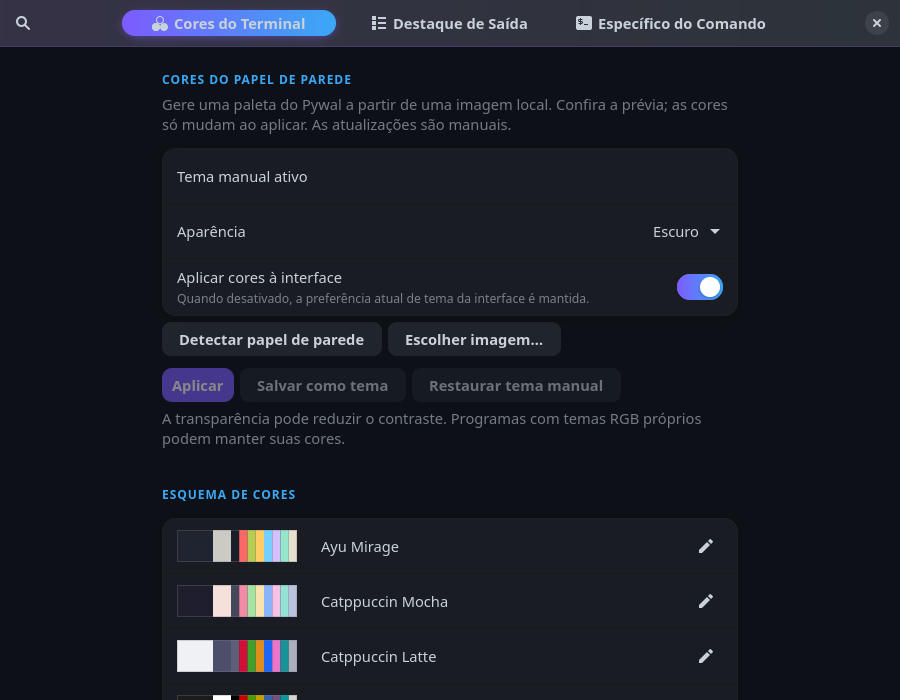 Cores do Terminal
Destaque de Saída
Específico do Comando
CORES DO PAPEL DE PAREDE
Gere uma paleta do Pywal a partir de uma imagem local. Confira a prévia; as cores
só mudam ao aplicar. As atualizações são manuais.
Tema manual ativo
Aparência
Escuro
Aplicar cores à interface
Quando desativado, a preferência atual de tema da interface é mantida.
Detectar papel de parede
Escolher imagem...
Aplicar
Salvar como tema
Restaurar tema manual
A transparência pode reduzir o contraste. Programas com temas RGB próprios
podem manter suas cores.
ESQUEMA DE CORES
Ayu Mirage
Catppuccin Mocha
Catppuccin Latte